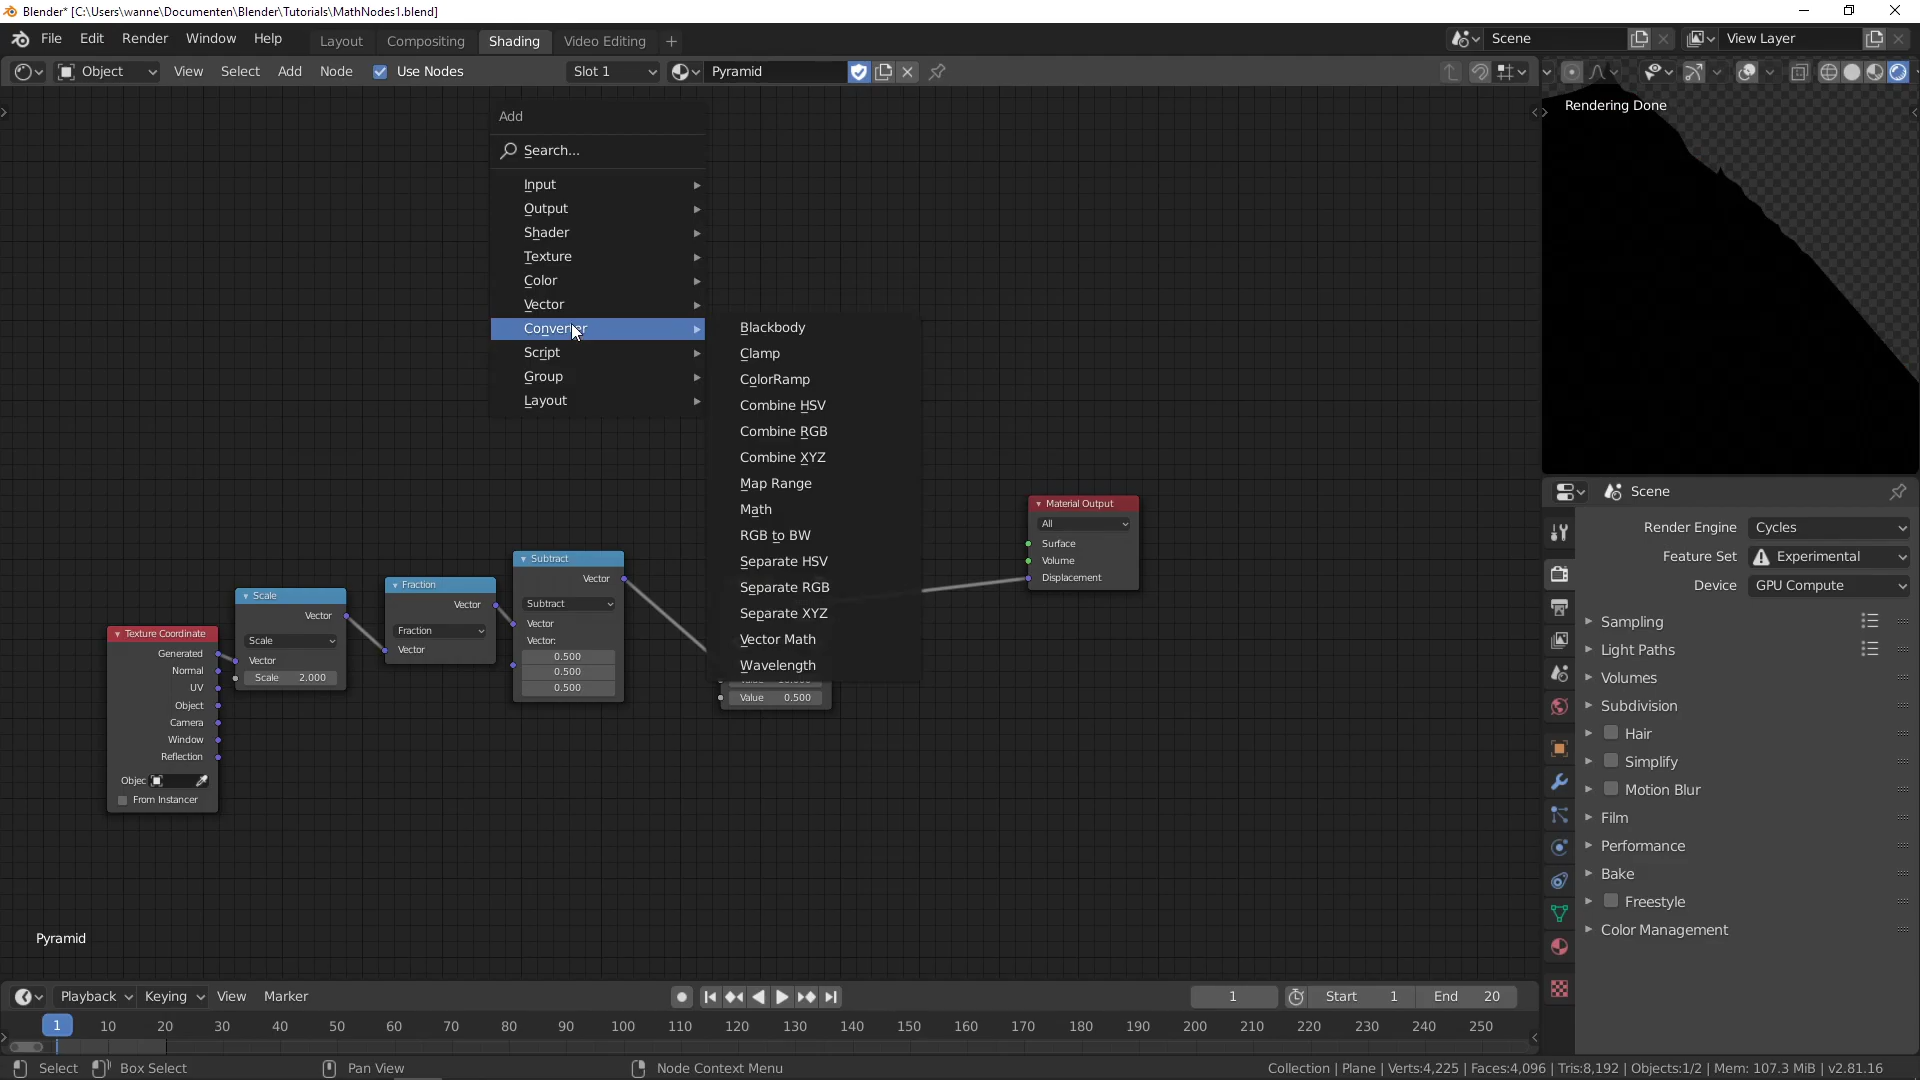 Blender* [C:\Users\wanne\Documenten\Blender\Tutorials\MathNodes1.blend]
File Edit Render Window Help Layout Compositing Shading Video Editing + Scene View Layer
Object View Select Add Node Use Nodes Slot 1 Pyramid
Rendering Done
Add
Search...
Input
Output
Shader
Texture
Color
Vector
Converter
Script
Group
Layout
Blackbody
Clamp
ColorRamp
Combine HSV
Combine RGB
Combine XYZ
Map Range
Math
RGB to BW
Separate HSV
Separate RGB
Separate XYZ
Vector Math
Wavelength
Texture Coordinate
Generated
Normal
UV
Object
Camera
Window
Reflection
Objec
From Instancer
Scale
Vector
Scale
Vector
Scale 2.000
Fraction
Vector
Fraction
Vector
Subtract
Vector
Subtract
Vector
Vector:
0.500
0.500
0.500
Value 0.500
Material Output
All
Surface
Volume
Displacement
Pyramid
Scene
Render Engine Cycles
Feature Set Experimental
Device GPU Compute
Sampling
Light Paths
Volumes
Subdivision
Hair
Simplify
Motion Blur
Film
Performance
Bake
Freestyle
Color Management
Playback Keying View Marker 1 Start 1 End 20
1 10 20 30 40 50 60 70 80 90 100 110 120 130 140 150 160 170 180 190 200 210 220 230 240 250
Select Box Select Pan View Node Context Menu Collection | Plane | Verts:4,225 | Faces:4,096 | Tris:8,192 | Objects:1/2 | Mem: 107.3 MiB | v2.81.16